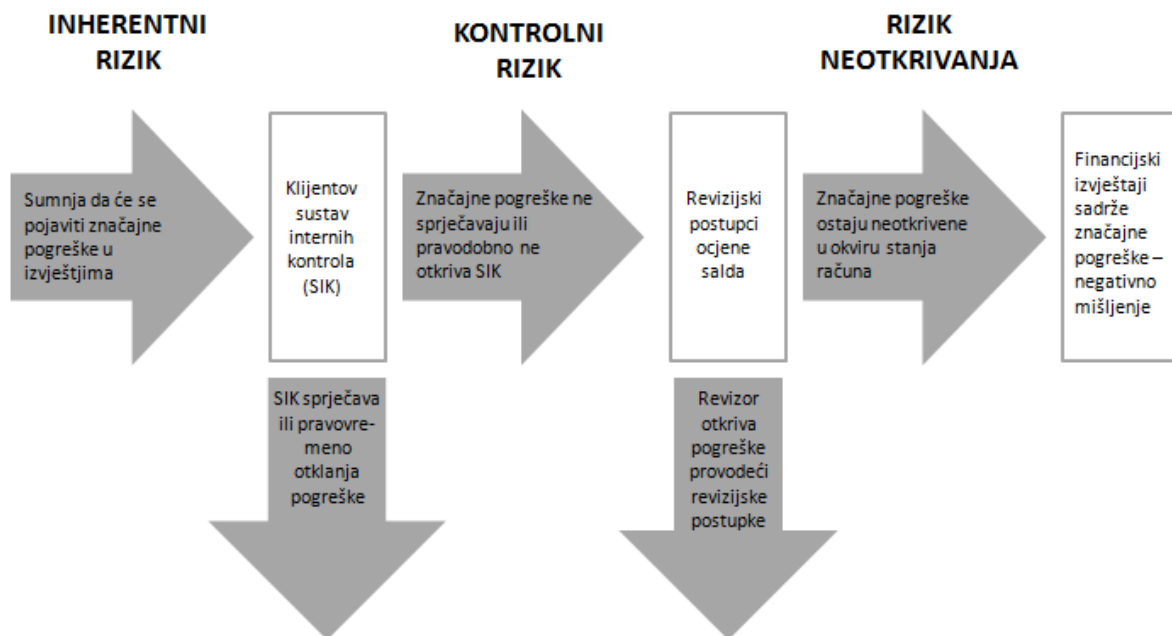 INHERENTNI
RIZIK
KONTROLNI
RIZIK
RIZIK
NEOTKRIVANJA
Sumnja da će se
pojaviti značajne
pogreške u
izvještjima
Klijentov
sustav
internih
kontrola
(SIK)
Značajne pogreške ne
sprječavaju ili
pravodobno ne
otkriva SIK
Revizijski
postupci
ocjene
salda
Značajne pogreške
ostaju neotkrivene
u okviru stanja
računa
Financijski
izvještaji
sadrže
značajne
pogreške –
negativno
mišljenje
SIK sprječava
ili pravovre-
meno
otklanja
pogreške
Revizor
otkriva
pogreške
provodeći
revizijske
postupke